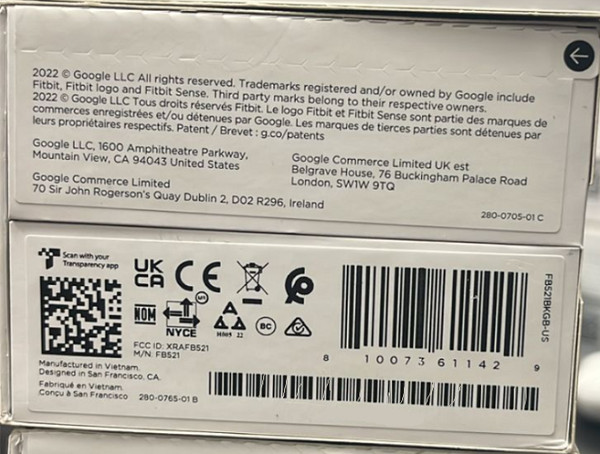 2022 © Google LLC All rights reserved. Trademarks registered and/or owned by Google include
Fitbit, Fitbit logo and Fitbit Sense. Third party marks belong to their respective owners.
2022 © Google LLC Tous droits réservés Fitbit. Le logo Fitbit et Fitbit Sense sont partie des marques de
commerces enregistrées et/ou détenues par Google. Les marques de tierces parties sont détenues par
leurs propriétaires respectifs. Patent / Brevet : g.co/patents
Google LLC, 1600 Amphitheatre Parkway,
Mountain View, CA 94043 United States
Google Commerce Limited
70 Sir John Rogerson's Quay Dublin 2, D02 R296, Ireland
Google Commerce Limited UK est
Belgrave House, 76 Buckingham Palace Road
London, SW1W 9TQ
280-0705-01 C
Scan with your
Transparency app
UK
CA
CE
NOM
NYCE
BC
FCC ID: XRAFB521
M/N: FB521
Manufactured in Vietnam.
Designed in San Francisco, CA.
Fabriqué en Vietnam.
Conçu à San Francisco
280-0765-01 B
8 10073 61142 9
FB521BKGB-US